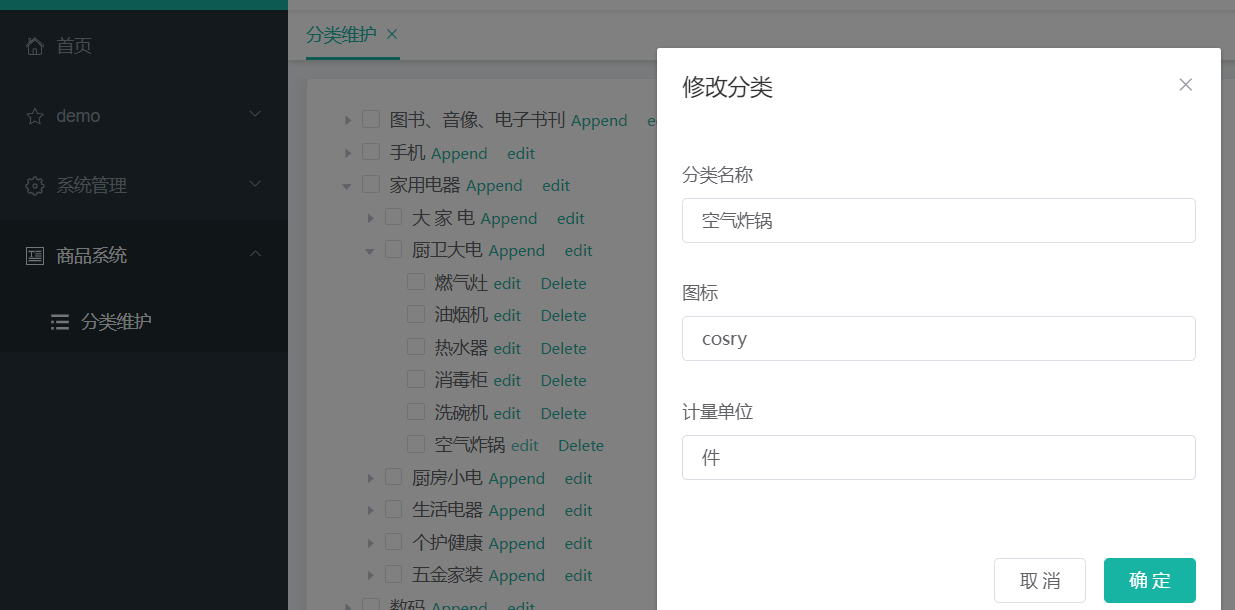 首页
demo
系统管理
商品系统
分类维护
分类维护
图书、音像、电子书刊 Append e
手机 Append edit
家用电器 Append edit
大 家 电 Append edit
厨卫大电 Append edit
燃气灶 edit Delete
油烟机 edit Delete
热水器 edit Delete
消毒柜 edit Delete
洗碗机 edit Delete
空气炸锅 edit Delete
厨房小电 Append edit
生活电器 Append edit
个护健康 Append edit
五金家装 Append edit
数码 Append edit
修改分类
分类名称
空气炸锅
图标
cosry
计量单位
件
取 消 确 定